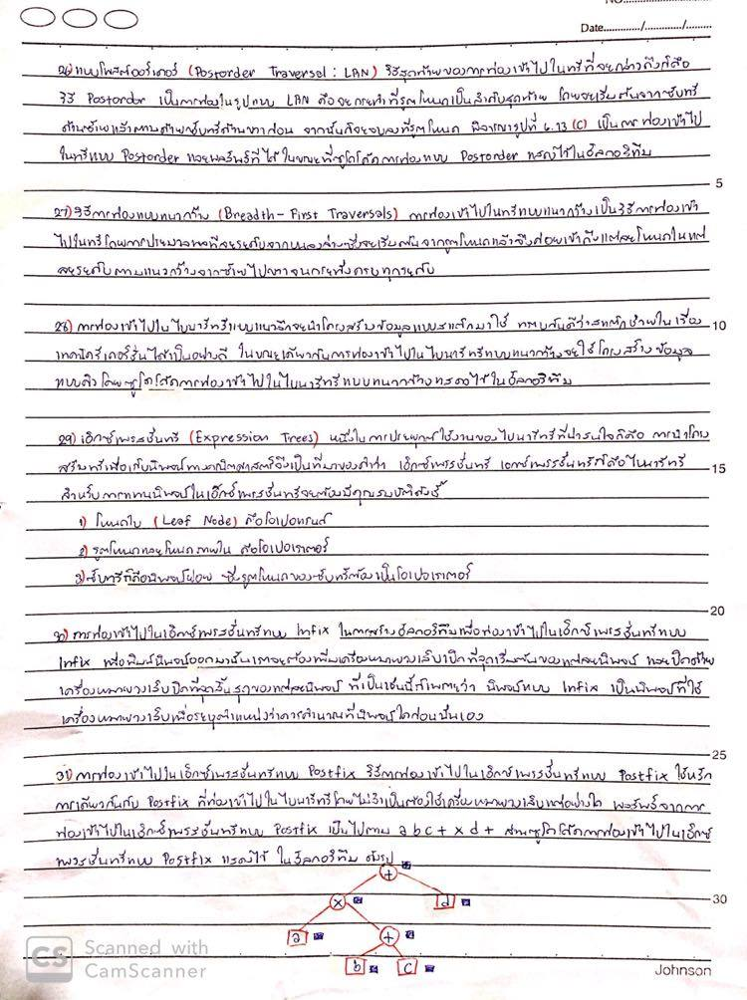 NO.
Date............/............/.........
26) แบบโพสต์ออร์เดอร์ (Postorder Traversal : LRN) วิธีสุดท้ายของการท่องเข้าไปในทรีที่จะกล่าวถึงก็คือ
วิธี Postorder เป็นการท่องในรูปแบบ LRN คือจะกระทำที่รูตโหนดเป็นลำดับสุดท้าย โดยจะเริ่มต้นจากซับทรี
ด้านซ้ายแล้วตามด้วยซับทรีด้านขวาก่อน จากนั้นก็จะจบลงที่รูตโหนด พิจารณารูปที่ 6.13 (C) เป็นการท่องเข้าไป
ในทรีแบบ Postorder และผลลัพธ์ที่ได้ ในขณะที่ซูโดโค้ดการท่องแบบ Postorder แสดงไว้ในอัลกอริทึม
5
27) วิธีการท่องแบบแนวกว้าง (Breadth-First Traversals) การท่องเข้าไปในทรีแบบแนวกว้างเป็นวิธีการท่องเข้า
ไปในทรีโดยการประมวลผลทีละระดับจากบนลงล่างซึ่งจะเริ่มต้นจากรูตโหนดแล้วจึงค่อยเข้าถึงแต่ละโหนดในแต่
ละระดับตามแนวกว้างจากซ้ายไปขวาจนกระทั่งครบทุกระดับ
28) การท่องเข้าไปในไบนารีทรีแบบแนวลึกจะนำโครงสร้างข้อมูลแบบสแต็กมาใช้ ทราบกันดีว่าสแต็กช่วยในเรื่อง
10
เทคนิครีเคอร์ชั่นได้เป็นอย่างดี ในขณะเดียวกันการท่องเข้าไปในไบนารีทรีแบบแนวกว้างจะใช้โครงสร้างข้อมูล
แบบคิวโดยซูโดโค้ดการท่องเข้าไปในไบนารีทรีแบบแนวกว้างแสดงไว้ในอัลกอริทึม
29) เอ็กซ์เพรสชั่นทรี (Expression Trees) หนึ่งในการประยุกต์ใช้งานของไบนารีทรีที่น่าสนใจก็คือ การนำโครง
สร้างทรีเพื่อเก็บนิพจน์ทางคณิตศาสตร์จึงเป็นที่มาของคำว่า เอ็กซ์เพรสชั่นทรี เอกซ์เพรสชั่นทรีก็คือไบนารีทรี
15
สำหรับการแทนนิพจน์ในเอ็กซ์เพรสชั่นทรีจะต้องมีคุณสมบัติดังนี้
1) โหนดใบ (Leaf Node) คือโอเปอแรนด์
2) รูตโหนดและโหนดภายใน คือโอเปอเรเตอร์
3) ซับทรีก็คือนิพจน์ย่อย ซึ่งรูตโหนดของซับทรีต้องเป็นโอเปอเรเตอร์
20
30) การท่องเข้าไปในเอ็กซ์เพรสชั่นทรีแบบ Infix ในการสร้างอัลกอริทึมเพื่อท่องเข้าไปในเอ็กซ์เพรสชั่นทรีแบบ
Infix เพื่อพิมพ์นิพจน์ออกมานั้นเราจะต้องเพิ่มเครื่องหมายวงเล็บเปิดที่จุดเริ่มต้นของแต่ละนิพจน์ และปิดด้วย
เครื่องหมายวงเล็บปิดที่จุดสิ้นสุดของแต่ละนิพจน์ ที่เป็นเช่นนี้ก็เพราะว่า นิพจน์แบบ Infix เป็นนิพจน์ที่ใช้
เครื่องหมายวงเล็บเพื่อระบุตำแหน่งว่าควรคำนวณที่นิพจน์ใดก่อนนั่นเอง
25
31) การท่องเข้าไปในเอ็กซ์เพรสชั่นทรีแบบ Postfix วิธีการท่องเข้าไปในเอ็กซ์เพรสชั่นทรีแบบ Postfix ใช้หลัก
การเดียวกันกับ Postfix ที่ท่องเข้าไปในไบนารีทรีโดยไม่จำเป็นต้องใช้เครื่องหมายวงเล็บแต่อย่างใด ผลลัพธ์จากการ
ท่องเข้าไปในเอ็กซ์เพรสชั่นทรีแบบ Postfix เป็นไปตาม a b c + x d + ส่วนซูโดโค้ดการท่องเข้าไปในเอ็กซ์
เพรสชั่นทรีแบบ Postfix แสดงไว้ ในอัลกอริทึม ดังรูป
+
x d
30
a +
b c
CS Scanned with
CamScanner
Johnson